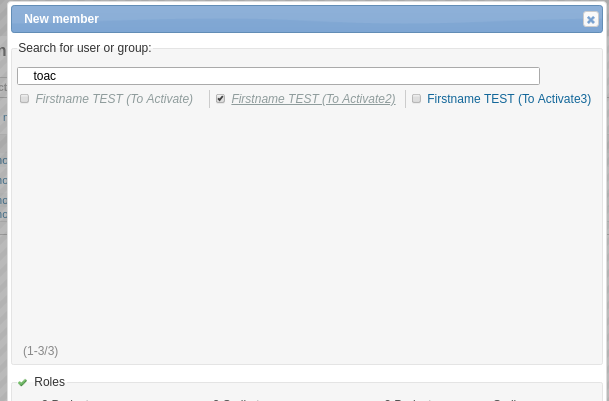 New member
Search for user or group:
toac
Firstname TEST (To Activate) Firstname TEST (To Activate2) Firstname TEST (To Activate3)
(1-3/3)
Roles